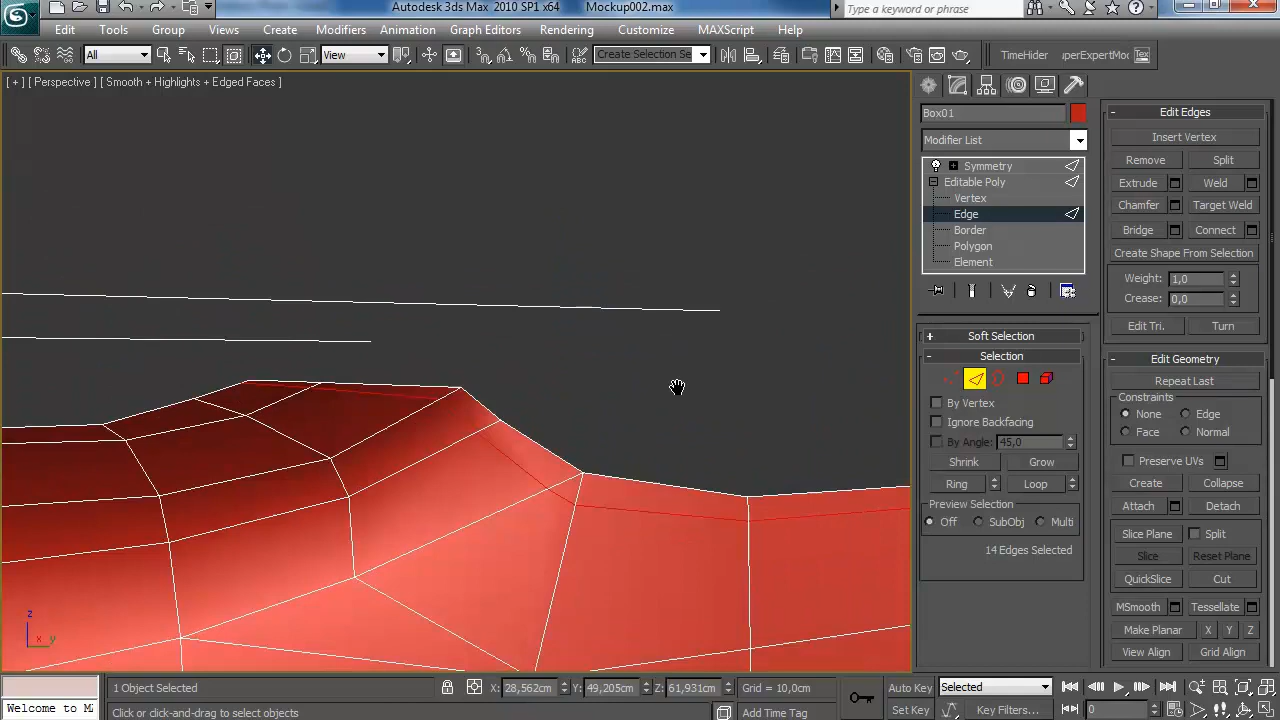 Autodesk 3ds Max 2010 SP1 x64 Mockup002.max
Type a keyword or phrase
Edit Tools Group Views Create Modifiers Animation Graph Editors Rendering Customize MAXScript Help
All View Create Selection Se TimeHider perExpertMoc Tex
[ + ] [ Perspective ] [ Smooth + Highlights + Edged Faces ]
Box01
Modifier List
Symmetry
Editable Poly
Vertex
Edge
Border
Polygon
Element
Soft Selection
Selection
By Vertex
Ignore Backfacing
By Angle: 45,0
Shrink Grow
Ring Loop
Preview Selection
Off SubObj Multi
14 Edges Selected
Edit Edges
Insert Vertex
Remove Split
Extrude Weld
Chamfer Target Weld
Bridge Connect
Create Shape From Selection
Weight: 1,0
Crease: 0,0
Edit Tri. Turn
Edit Geometry
Repeat Last
Constraints
None Edge
Face Normal
Preserve UVs
Create Collapse
Attach Detach
Slice Plane Split
Slice Reset Plane
QuickSlice Cut
MSmooth Tessellate
Make Planar X Y Z
View Align Grid Align
z
x y
1 Object Selected X: 28,562cm Y: 49,205cm Z: 61,931cm Grid = 10,0cm Auto Key Selected
Welcome to M Click or click-and-drag to select objects Add Time Tag Set Key Key Filters... 0